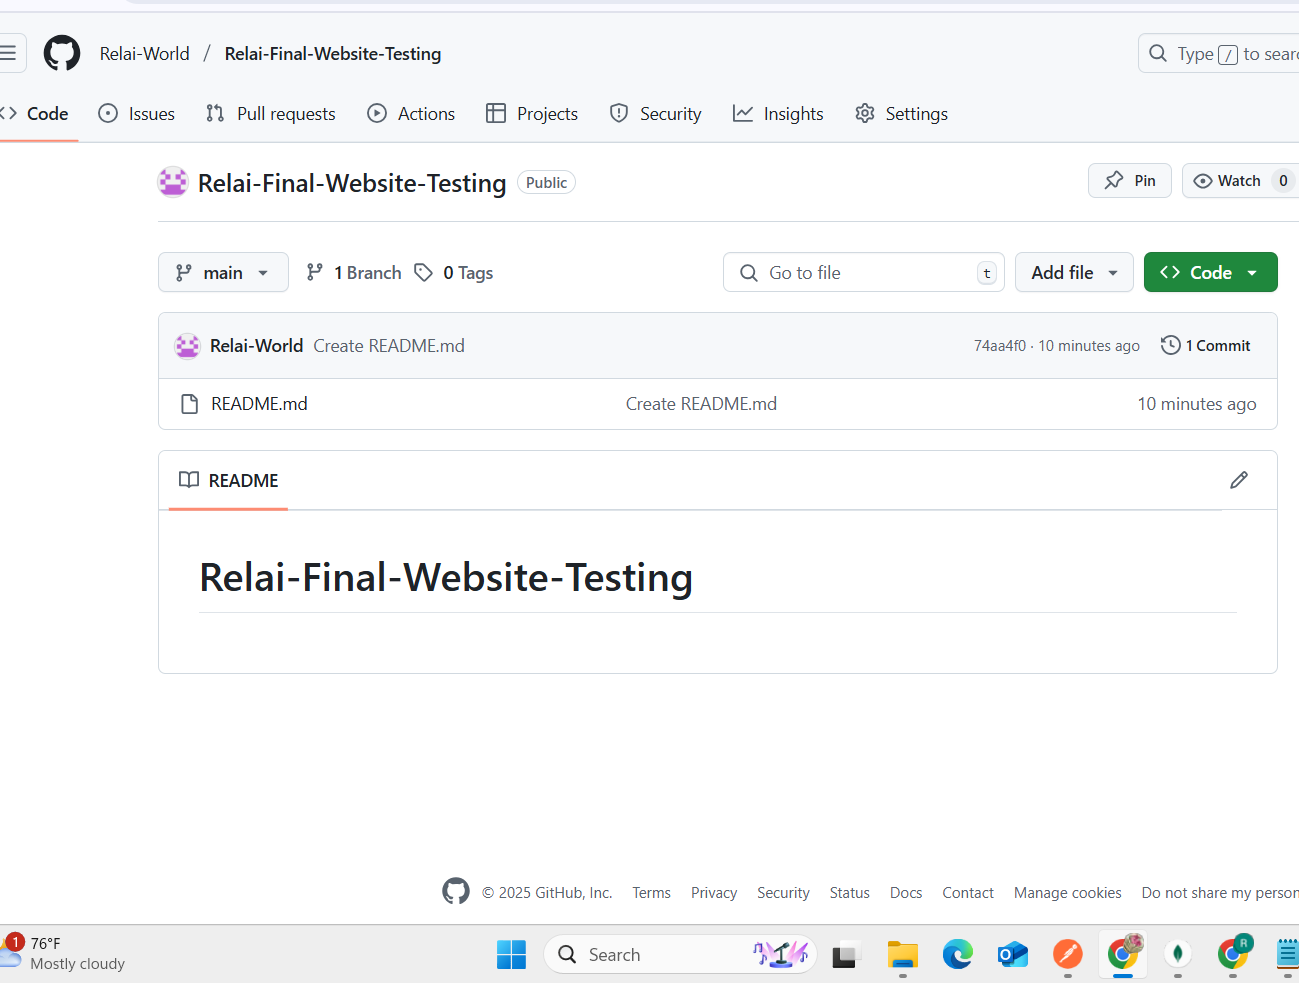 Relai-World / Relai-Final-Website-Testing
Type / to sear
Code Issues Pull requests Actions Projects Security Insights Settings
Relai-Final-Website-Testing Public
Pin Watch 0
main 1 Branch 0 Tags
Go to file t Add file Code
Relai-World Create README.md 74aa4f0 · 10 minutes ago 1 Commit
README.md Create README.md 10 minutes ago
README
Relai-Final-Website-Testing
© 2025 GitHub, Inc. Terms Privacy Security Status Docs Contact Manage cookies Do not share my person
1 76°F
Mostly cloudy
Search
R